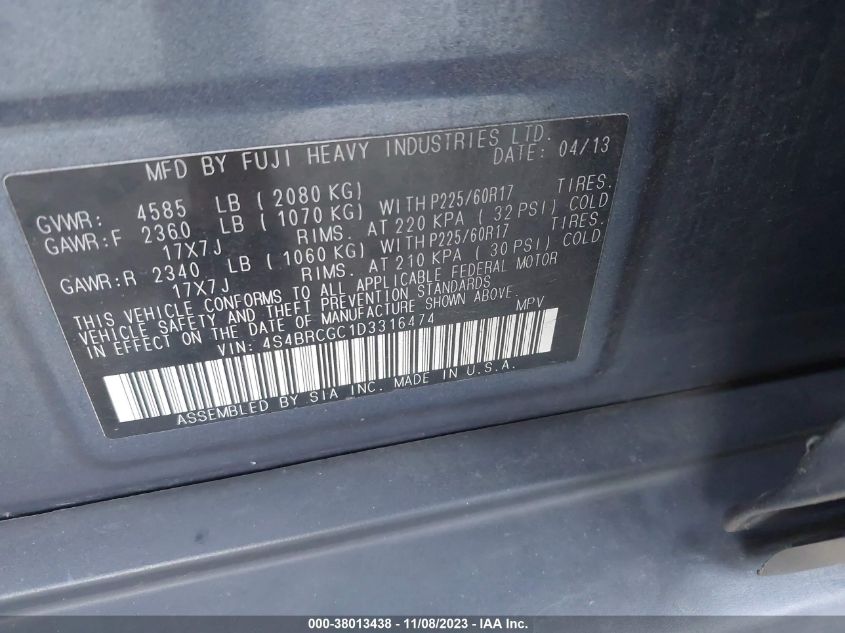 MFD BY FUJI HEAVY INDUSTRIES LTD.
DATE: 04/13
GVWR: 4585 LB ( 2080 KG)
GAWR:F 2360 LB ( 1070 KG) WITH P225/60R17 TIRES.
17X7J RIMS. AT 220 KPA ( 32 PSI) COLD
GAWR:R 2340 LB ( 1060 KG) WITH P225/60R17 TIRES.
17X7J RIMS. AT 210 KPA ( 30 PSI) COLD.
THIS VEHICLE CONFORMS TO ALL APPLICABLE FEDERAL MOTOR
VEHICLE SAFETY AND THEFT PREVENTION STANDARDS
IN EFFECT ON THE DATE OF MANUFACTURE SHOWN ABOVE.
VIN: 4S4BRCGC1D3316474 MPV
ASSEMBLED BY SIA INC. MADE IN U.S.A.
000-38013438 - 11/08/2023 - IAA Inc.